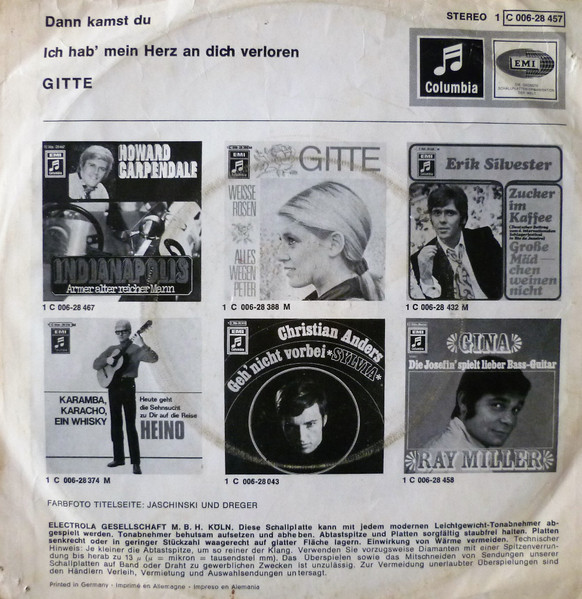 Dann kamst du
STEREO 1 C 006-28 457
Ich hab' mein Herz an dich verloren
GITTE
Columbia
EMI
HOWARD
CARPENDALE
INDIANAPOLIS
Armer alter reicher Mann
1 C 006-28 467
GITTE
WEISSE
ROSEN
ALLES
WEGEN
PETER
1 C 006-28 388 M
EMI
Erik Silvester
Zucker
im
Kaffee
Große
Mäd-
chen
weinen
nicht
1 C 006-28 432 M
EMI
KARAMBA,
KARACHO,
EIN WHISKY
Heute geht
die Sehnsucht
zu Dir auf die Reise
HEINO
1 C 006-28 374 M
EMI
Christian Anders
Geh' nicht vorbei *SYLVIA*
1 C 006-28 043
EMI
GINA
Die Josefin' spielt lieber Bass-Guitar
RAY MILLER
1 C 006-28 458
FARBFOTO TITELSEITE: JASCHINSKI UND DREGER
ELECTROLA GESELLSCHAFT M. B. H. KÖLN. Diese Schallplatte kann mit jedem modernen Leichtgewicht-Tonabnehmer ab-
gespielt werden. Tonabnehmer behutsam aufsetzen und abheben. Abtastspitze und Platten sorgfältig staubfrei halten. Platten
senkrecht oder in geringer Stückzahl waagerecht auf glatter Fläche lagern. Einwirkung von Wärme vermeiden. Technischer
Hinweis: Je kleiner die Abtastspitze, um so reiner der Klang. Verwenden Sie vorzugsweise Diamanten mit einer Spitzenverrun-
dung bis herab zu 13 µ (µ = mikron = tausendstel mm). Das Überspielen sowie das Mitschneiden von Sendungen unserer
Schallplatten auf Band oder Draht zu gewerblichen Zwecken ist unzulässig. Zur Vermeidung unerlaubter Überspielungen sind
den Händlern Verleih, Vermietung und Auswahlsendungen untersagt.
Printed in Germany - Imprimé en Allemagne - Impreso en Alemania